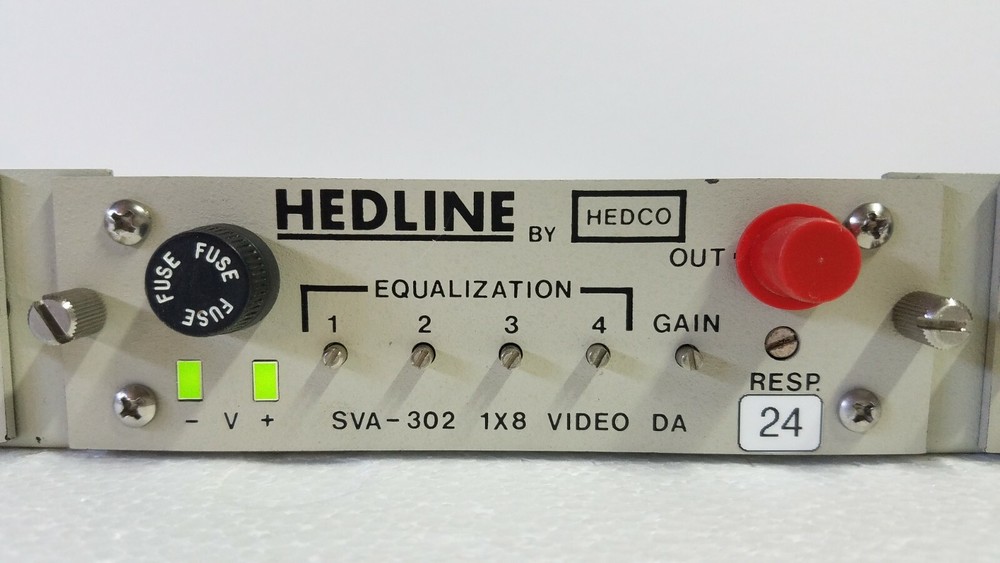 HEDLINE BY HEDCO
FUSE FUSE FUSE
OUT
EQUALIZATION
1 2 3 4 GAIN
RESP.
- V + SVA-302 1X8 VIDEO DA
24